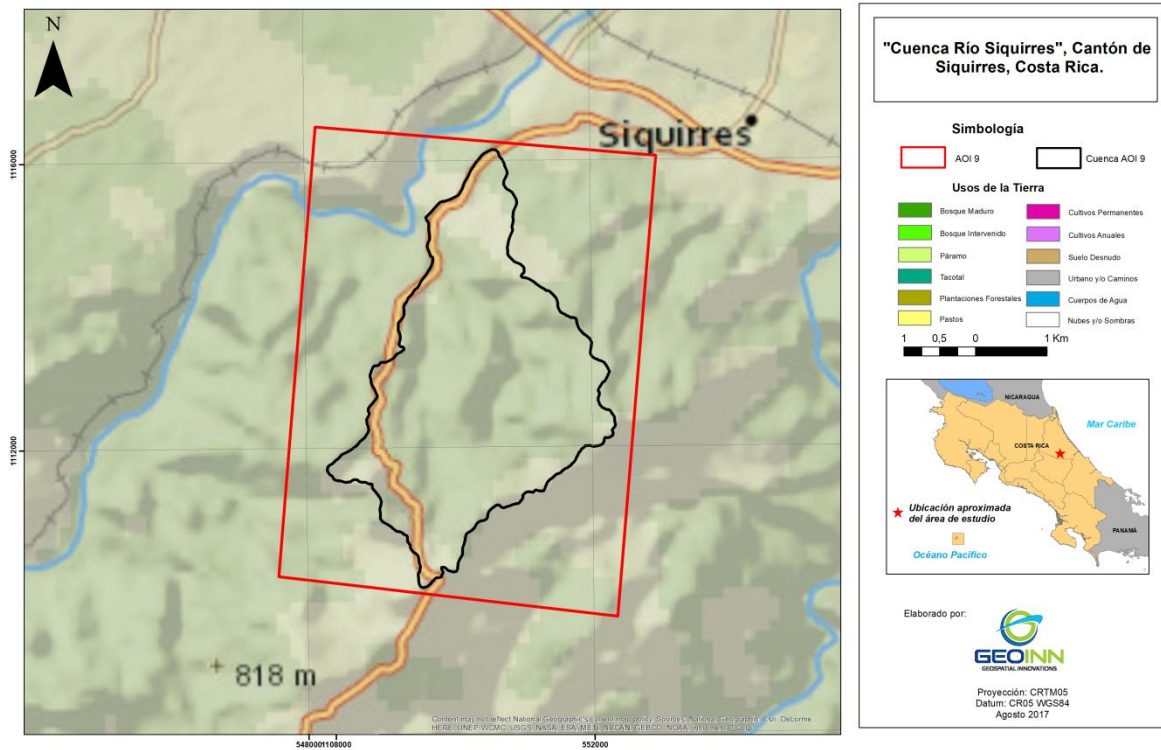 N
Siquirres
818 m
1116000
1112000
548000
1108000
552000
"Cuenca Río Siquirres", Cantón de
Siquirres, Costa Rica.
Simbología
AOI 9
Cuenca AOI 9
Usos de la Tierra
Bosque Maduro
Cultivos Permanentes
Bosque Intervenido
Cultivos Anuales
Páramo
Suelo Desnudo
Tacotal
Urbano y/o Caminos
Plantaciones Forestales
Cuerpos de Agua
Pastos
Nubes y/o Sombras
1 0,5 0 1 Km
NICARAGUA
Mar Caribe
COSTA RICA
Ubicación aproximada
del área de estudio
PANAMÁ
Océano Pacífico
Elaborado por:
GEOINN
GEOSPATIAL INNOVATIONS
Proyección: CRTM05
Datum: CR05 WGS84
Agosto 2017
Content may not reflect National Geographic's current map policy. Sources: National Geographic, Esri, DeLorme
HERE, UNEP-WCMC, USGS, NASA, ESA, METI, NRCAN, GEBCO, NOAA,